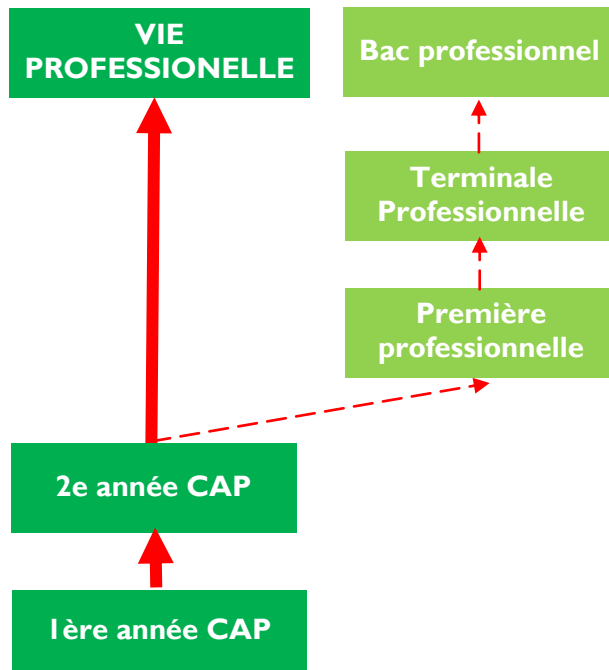 VIE
PROFESSIONELLE
Bac professionnel
Terminale
Professionnelle
Première
professionnelle
2e année CAP
1ère année CAP